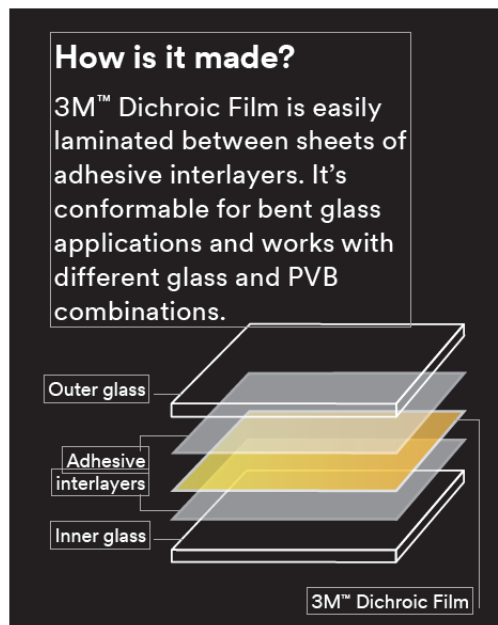 How is it made?
3M™ Dichroic Film is easily
laminated between sheets of
adhesive interlayers. It’s
conformable for bent glass
applications and works with
different glass and PVB
combinations.
Outer glass
Adhesive
interlayers
Inner glass
3M™ Dichroic Film